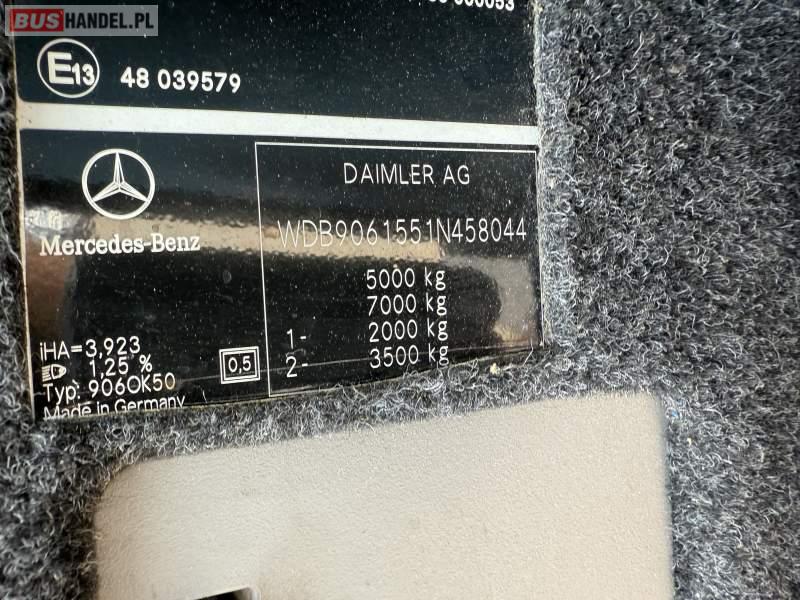 BUSHANDEL.PL
E13
48 039579
Mercedes-Benz
DAIMLER AG
WDB9061551N458044
5000 kg
7000 kg
1- 2000 kg
2- 3500 kg
iHA=3,923
1,25 %
0,5
Typ: 906OK50
Made in Germany